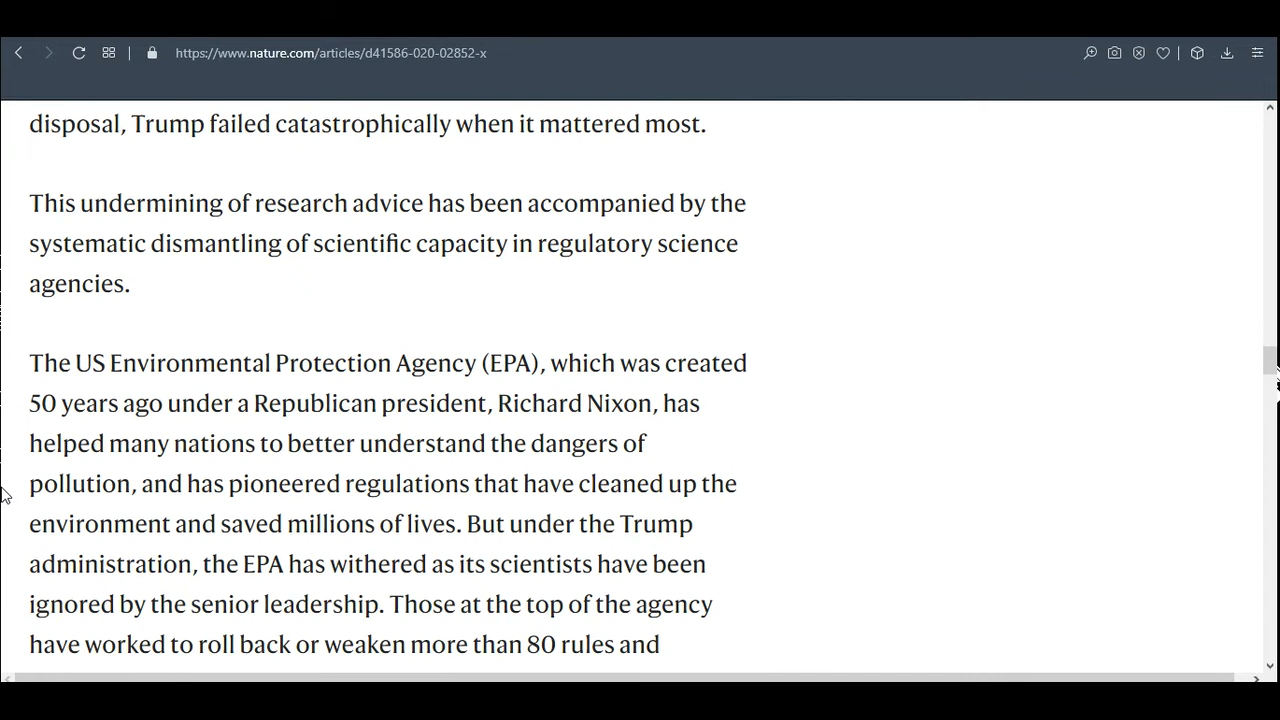 https://www.nature.com/articles/d41586-020-02852-x
disposal, Trump failed catastrophically when it mattered most.
This undermining of research advice has been accompanied by the
systematic dismantling of scientific capacity in regulatory science
agencies.
The US Environmental Protection Agency (EPA), which was created
50 years ago under a Republican president, Richard Nixon, has
helped many nations to better understand the dangers of
pollution, and has pioneered regulations that have cleaned up the
environment and saved millions of lives. But under the Trump
administration, the EPA has withered as its scientists have been
ignored by the senior leadership. Those at the top of the agency
have worked to roll back or weaken more than 80 rules and